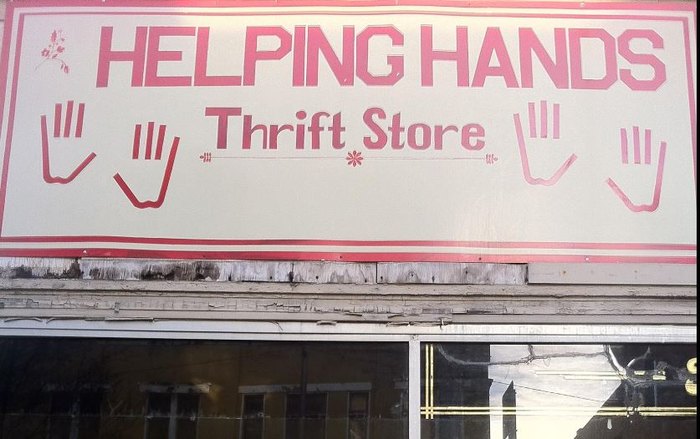 HELPING HANDS
Thrift Store